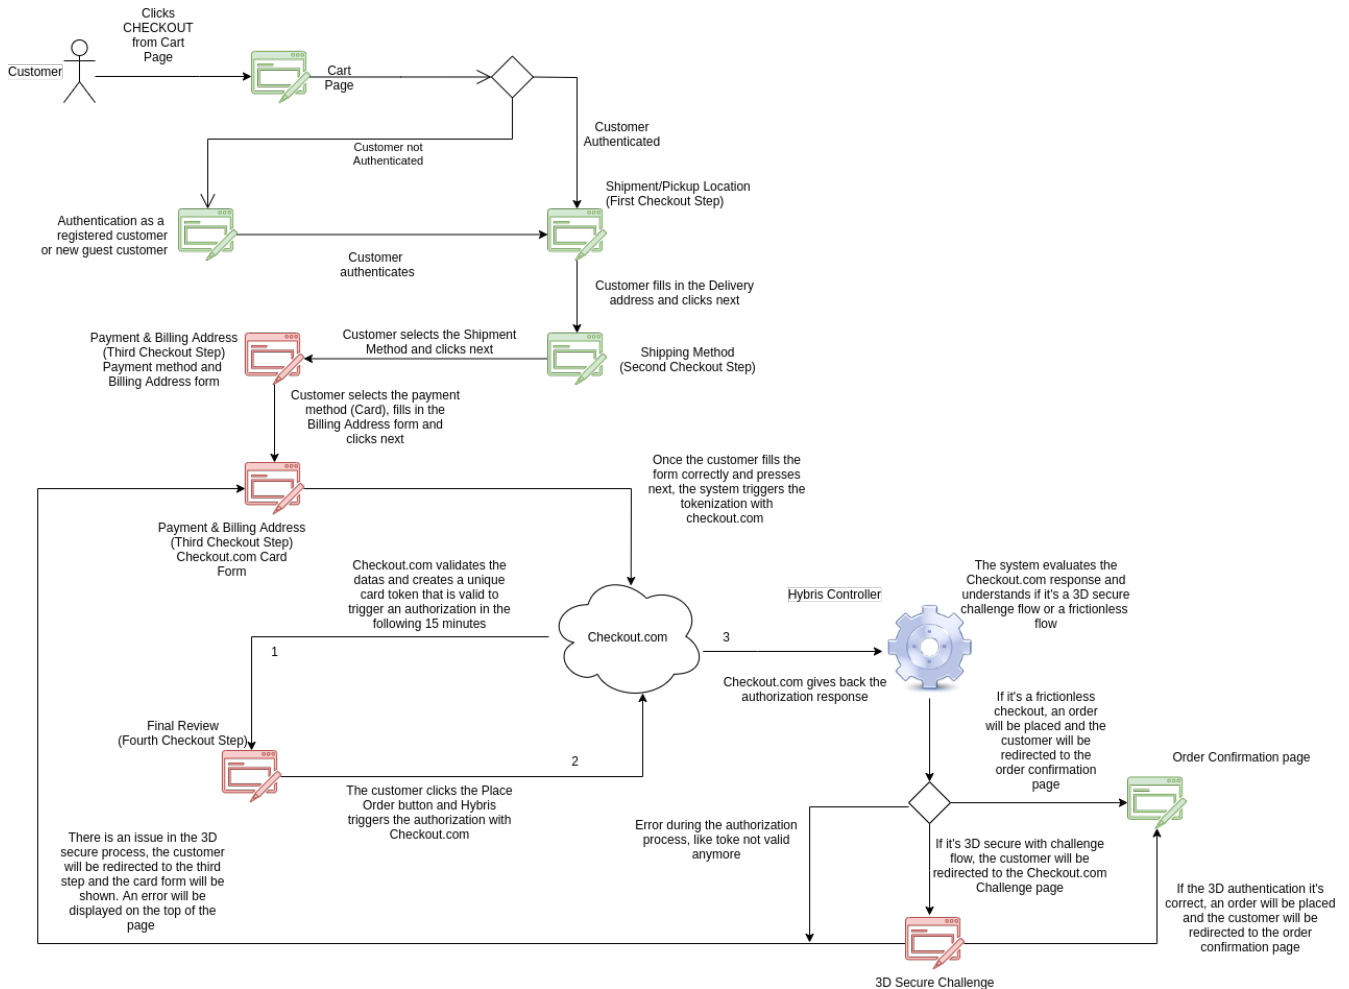 Clicks
CHECKOUT
from Cart
Page
Customer
Cart
Page
Customer
Authenticated
Customer not
Authenticated
Shipment/Pickup Location
(First Checkout Step)
Authentication as a
registered customer
or new guest customer
Customer
authenticates
Customer fills in the Delivery
address and clicks next
Payment & Billing Address
(Third Checkout Step)
Payment method and
Billing Address form
Customer selects the Shipment
Method and clicks next
Shipping Method
(Second Checkout Step)
Customer selects the payment
method (Card), fills in the
Billing Address form and
clicks next
Once the customer fills the
form correctly and presses
next, the system triggers the
tokenization with
checkout.com
Payment & Billing Address
(Third Checkout Step)
Checkout.com Card
Form
Checkout.com validates the
datas and creates a unique
card token that is valid to
trigger an authorization in the
following 15 minutes
The system evaluates the
Checkout.com response and
understands if it's a 3D secure
challenge flow or a frictionless
flow
Hybris Controller
Checkout.com
1
3
Checkout.com gives back the
authorization response
If it's a frictionless
checkout, an order
will be placed and the
customer will be
redirected to the
order confirmation
page
Final Review
(Fourth Checkout Step)
2
Order Confirmation page
The customer clicks the Place
Order button and Hybris
triggers the authorization with
Checkout.com
Error during the authorization
process, like toke not valid
anymore
There is an issue in the 3D
secure process, the customer
will be redirected to the third
step and the card form will be
shown. An error will be
displayed on the top of the
page
If it's 3D secure with challenge
flow, the customer will be
redirected to the Checkout.com
Challenge page
If the 3D authentication it's
correct, an order will be placed
and the customer will be
redirected to the order
confirmation page
3D Secure Challenge